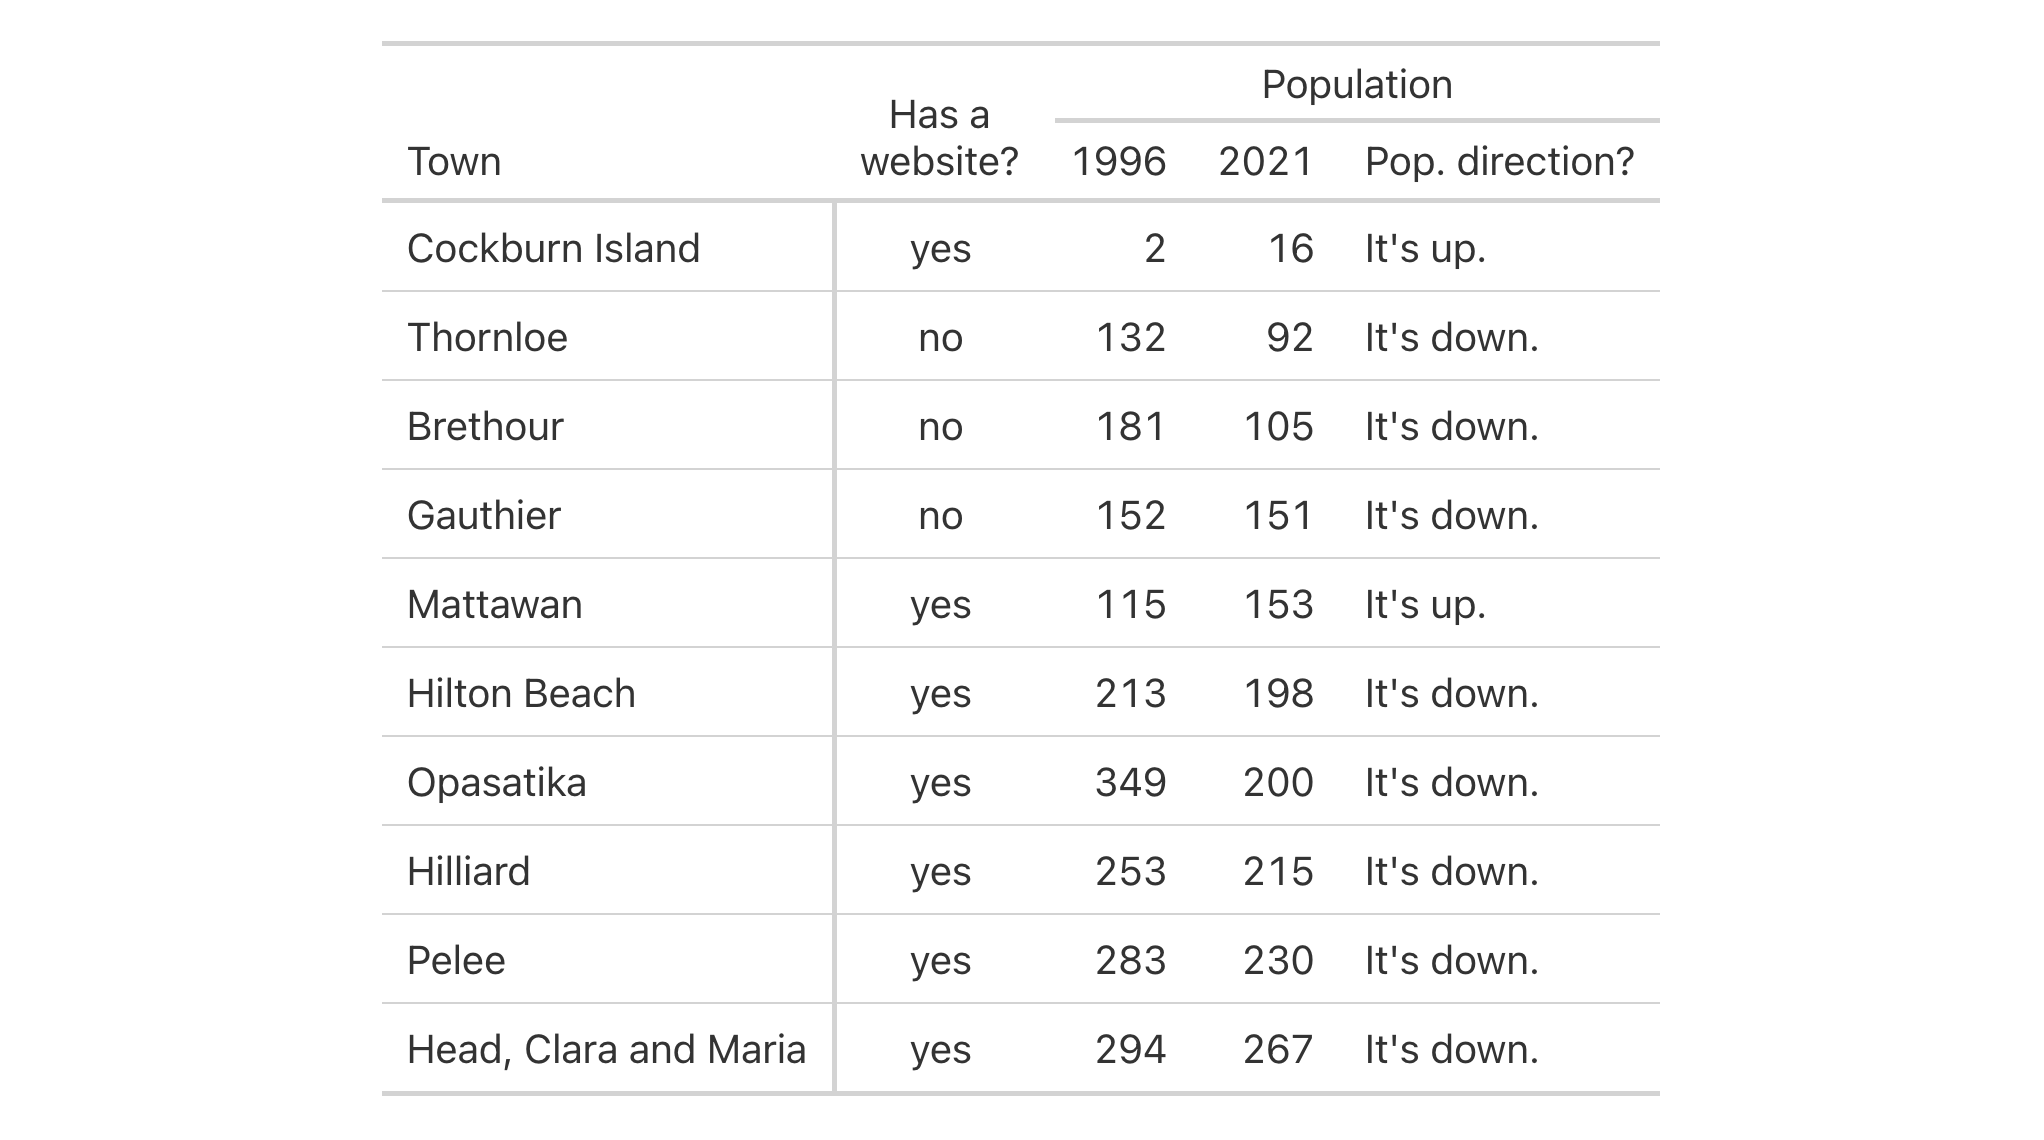 Population
Has a
Town website? 1996 2021 Pop. direction?
Cockburn Island yes 2 16 It's up.
Thornloe no 132 92 It's down.
Brethour no 181 105 It's down.
Gauthier no 152 151 It's down.
Mattawan yes 115 153 It's up.
Hilton Beach yes 213 198 It's down.
Opasatika yes 349 200 It's down.
Hilliard yes 253 215 It's down.
Pelee yes 283 230 It's down.
Head, Clara and Maria yes 294 267 It's down.